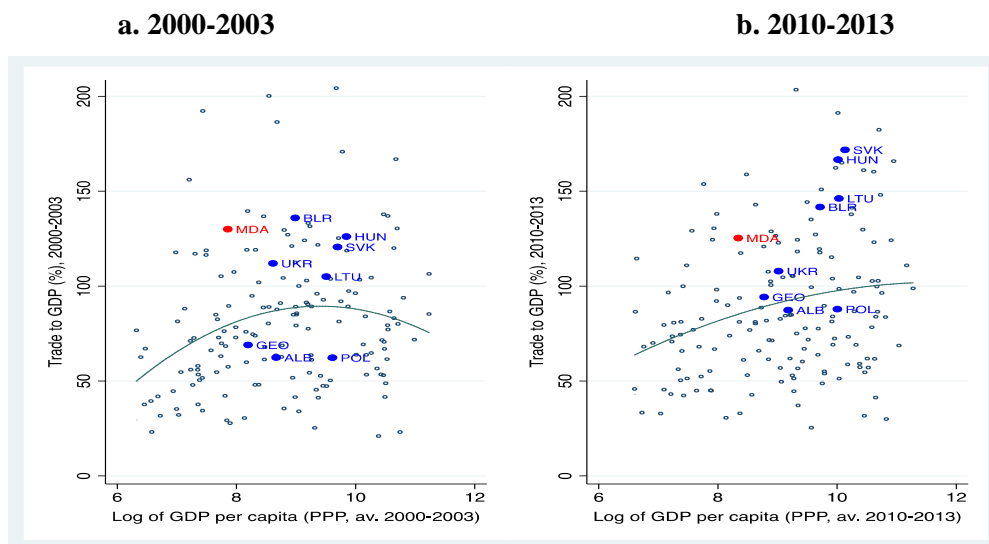 a. 2000-2003
b. 2010-2013
Trade to GDP (%), 2000-2003
200
150
100
50
0
MDA
BLR
HUN
SVK
UKR
LTU
GEO
ALB
POL
6 8 10 12
Log of GDP per capita (PPP, av. 2000-2003)
Trade to GDP (%), 2010-2013
200
150
100
50
0
SVK
HUN
LTU
BLR
MDA
UKR
GEO
ALB
POL
6 8 10 12
Log of GDP per capita (PPP, av. 2010-2013)